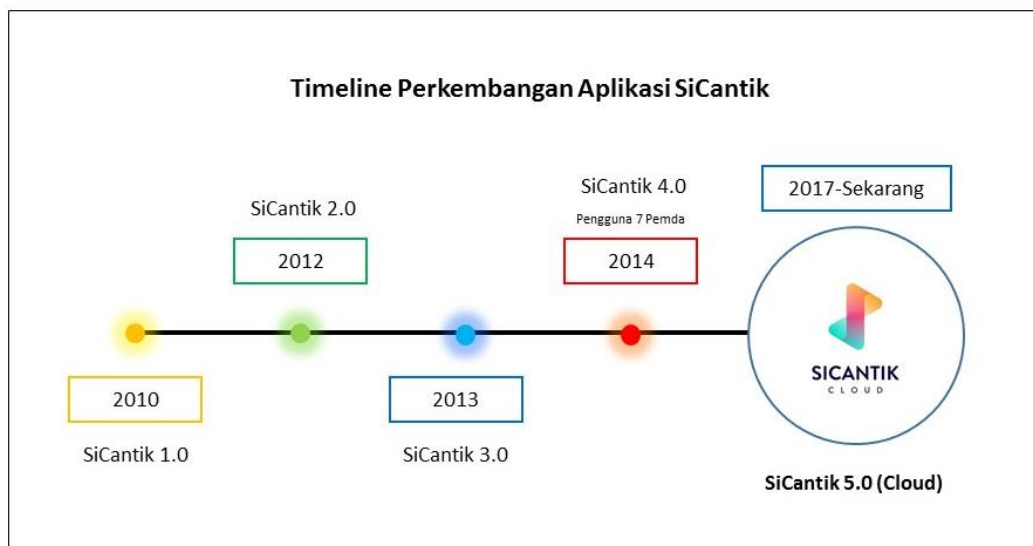 Timeline Perkembangan Aplikasi SiCantik
2010
SiCantik 1.0
SiCantik 2.0
2012
2013
SiCantik 3.0
SiCantik 4.0
Pengguna 7 Pemda
2014
2017-Sekarang
SICANTIK
CLOUD
SiCantik 5.0 (Cloud)